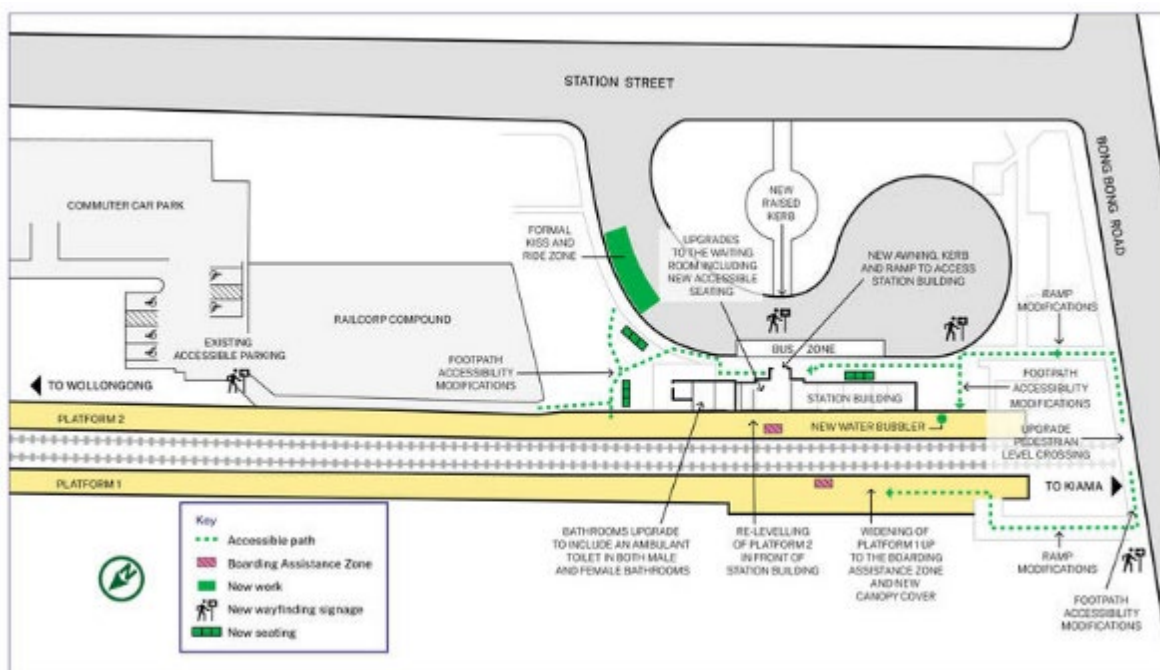 STATION STREET
BONG BONG ROAD
COMMUTER CAR PARK
NEW
RAISED
KERB
FORMAL
KISS AND
RIDE ZONE
UPGRADES
TO THE WAITING
ROOM INCLUDING
NEW ACCESSIBLE
SEATING
NEW AWNING, KERB
AND RAMP TO ACCESS
STATION BUILDING
RAMP
MODIFICATIONS
RAILCORP COMPOUND
EXISTING
ACCESSIBLE PARKING
BUS ZONE
FOOTPATH
ACCESSIBILITY
MODIFICATIONS
FOOTPATH
ACCESSIBILITY
MODIFICATIONS
TO WOLLONGONG
STATION BUILDING
PLATFORM 2
NEW WATER BUBBLER
UPGRADE
PEDESTRIAN
LEVEL CROSSING
PLATFORM 1
TO KIAMA
Key
Accessible path
Boarding Assistance Zone
New work
New wayfinding signage
New seating
BATHROOMS UPGRADE
TO INCLUDE AN AMBULANT
TOILET IN BOTH MALE
AND FEMALE BATHROOMS
RE-LEVELLING
OF PLATFORM 2
IN FRONT OF
STATION BUILDING
WIDENING OF
PLATFORM 1 UP
TO THE BOARDING
ASSISTANCE ZONE
AND NEW
CANOPY COVER
RAMP
MODIFICATIONS
FOOTPATH
ACCESSIBILITY
MODIFICATIONS